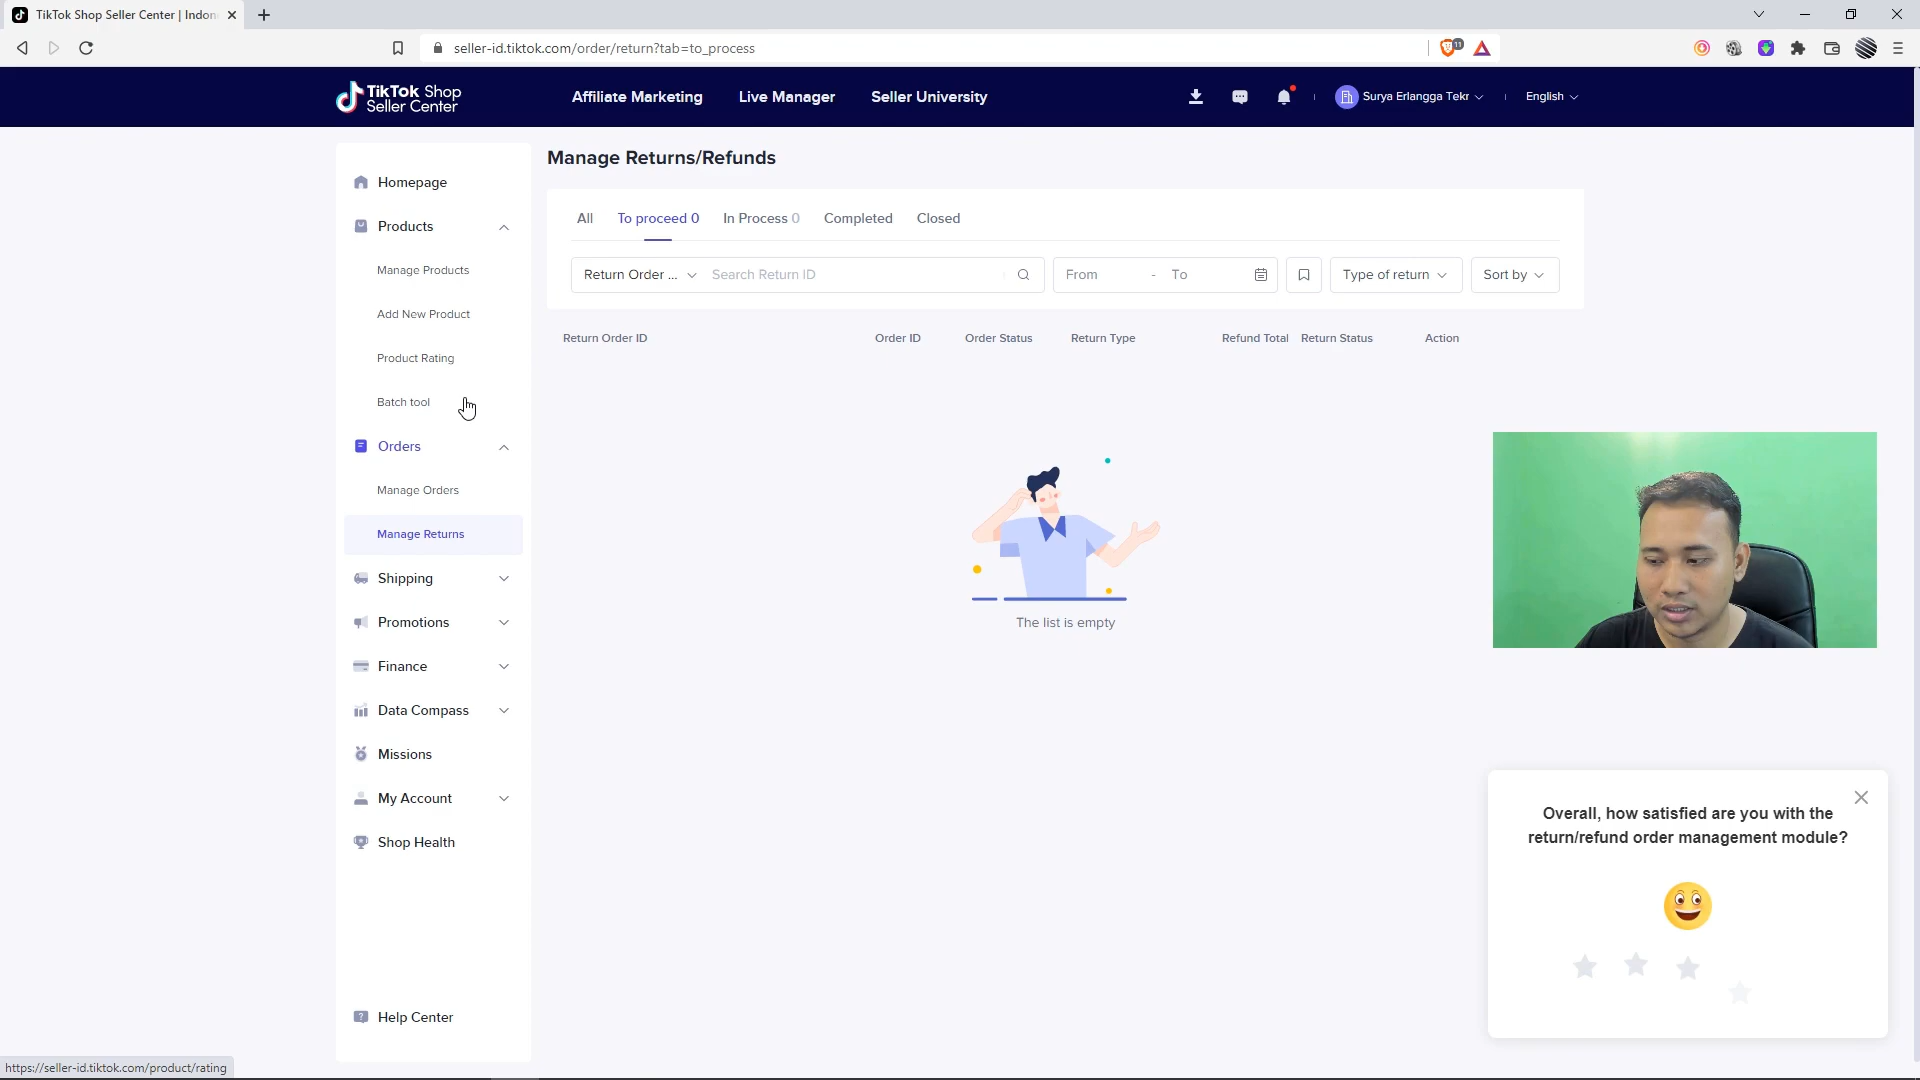 TikTok Shop Seller Center | Indon
seller-id.tiktok.com/order/return?tab=to_process
11
TikTok Shop
Seller Center
Affiliate Marketing
Live Manager
Seller University
Surya Erlangga Tekr
English
Homepage
Products
Manage Products
Add New Product
Product Rating
Batch tool
Orders
Manage Orders
Manage Returns
Shipping
Promotions
Finance
Data Compass
Missions
My Account
Shop Health
Help Center
Manage Returns/Refunds
All
To proceed 0
In Process 0
Completed
Closed
Return Order ...
Search Return ID
From - To
Type of return
Sort by
Return Order ID
Order ID
Order Status
Return Type
Refund Total
Return Status
Action
The list is empty
Overall, how satisfied are you with the
return/refund order management module?
https://seller-id.tiktok.com/product/rating